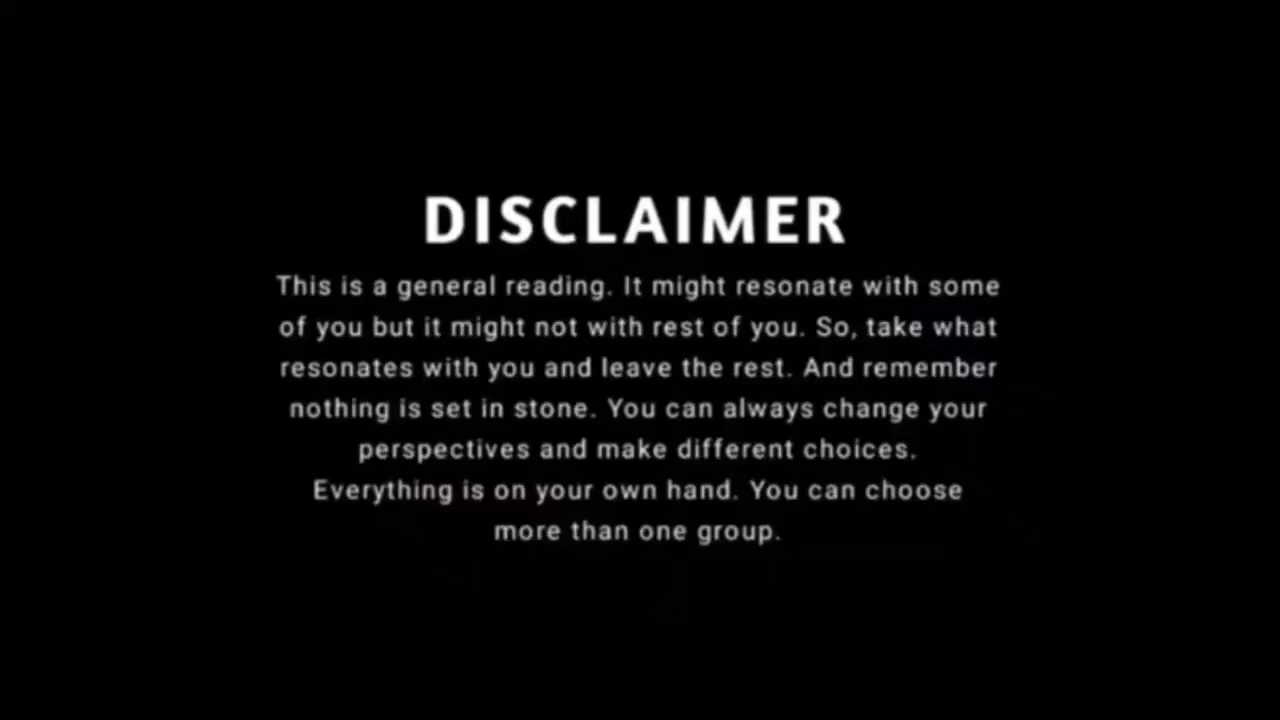 DISCLAIMER
This is a general reading. It might resonate with some
of you but it might not with rest of you. So, take what
resonates with you and leave the rest. And remember
nothing is set in stone. You can always change your
perspectives and make different choices.
Everything is on your own hand. You can choose
more than one group.